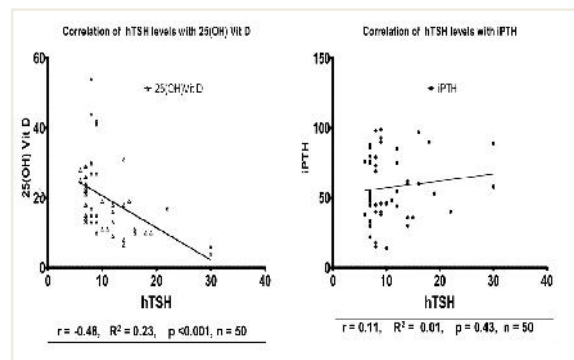 Correlation of hTSH levels with 25(OH) Vit D
25(OH)Vit D
25(OH) Vit D
60
40
20
0
0
10
20
30
40
hTSH
r = -0.48, R² = 0.23, p <0.001, n = 50
Correlation of hTSH levels with iPTH
iPTH
iPTH
150
100
50
0
0
10
20
30
40
hTSH
r = 0.11, R² = 0.01, p = 0.43, n = 50